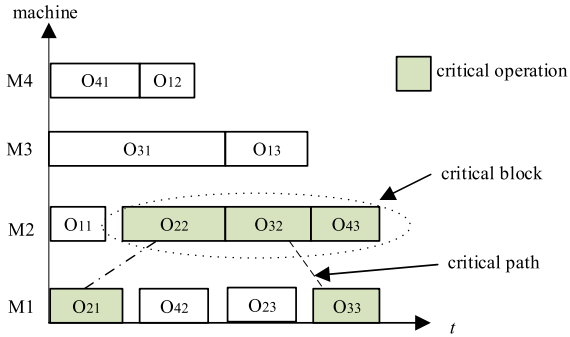 machine
M4 O41 O12
critical operation
M3 O31 O13
critical block
M2 O11 O22 O32 O43
critical path
M1 O21 O42 O23 O33
t